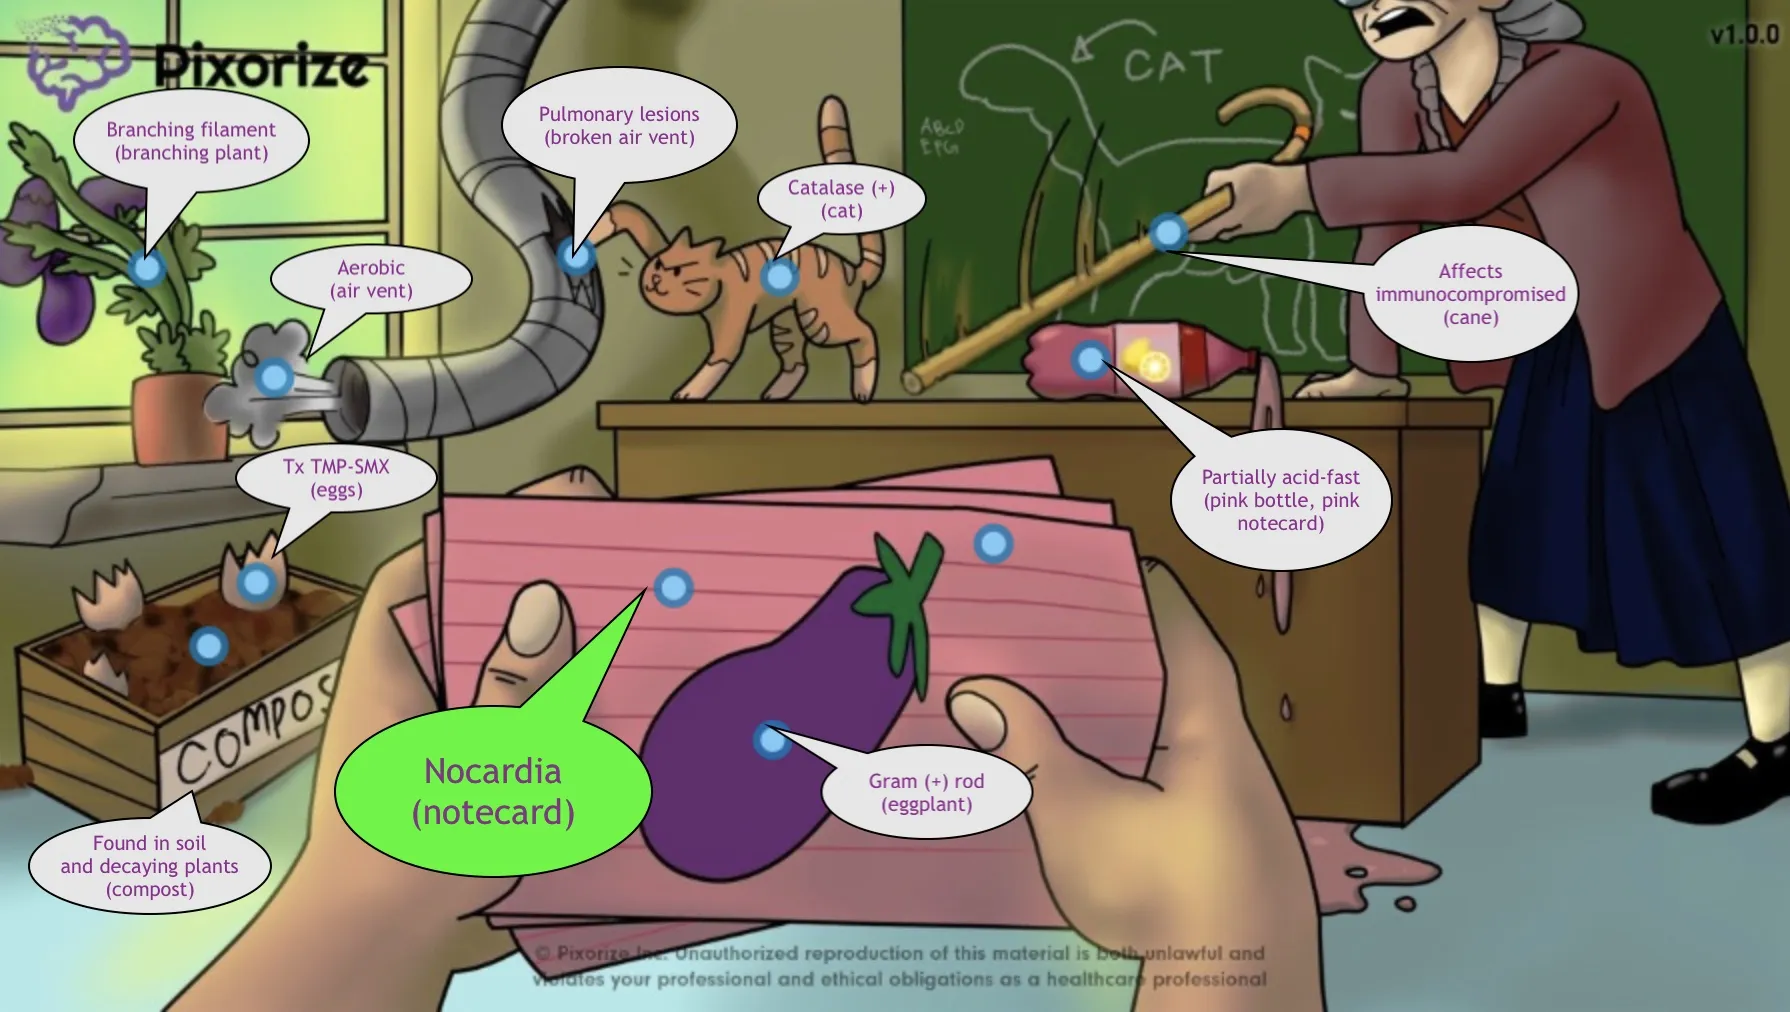 Pixorize
v1.0.0
CAT
ABCD
EFG
Branching filament
(branching plant)
Pulmonary lesions
(broken air vent)
Catalase (+)
(cat)
Aerobic
(air vent)
Affects
immunocompromised
(cane)
Tx TMP-SMX
(eggs)
Partially acid-fast
(pink bottle, pink
notecard)
COMPOS
Nocardia
(notecard)
Gram (+) rod
(eggplant)
Found in soil
and decaying plants
(compost)
© Pixorize Inc. Unauthorized reproduction of this material is both unlawful and
violates your professional and ethical obligations as a healthcare professional